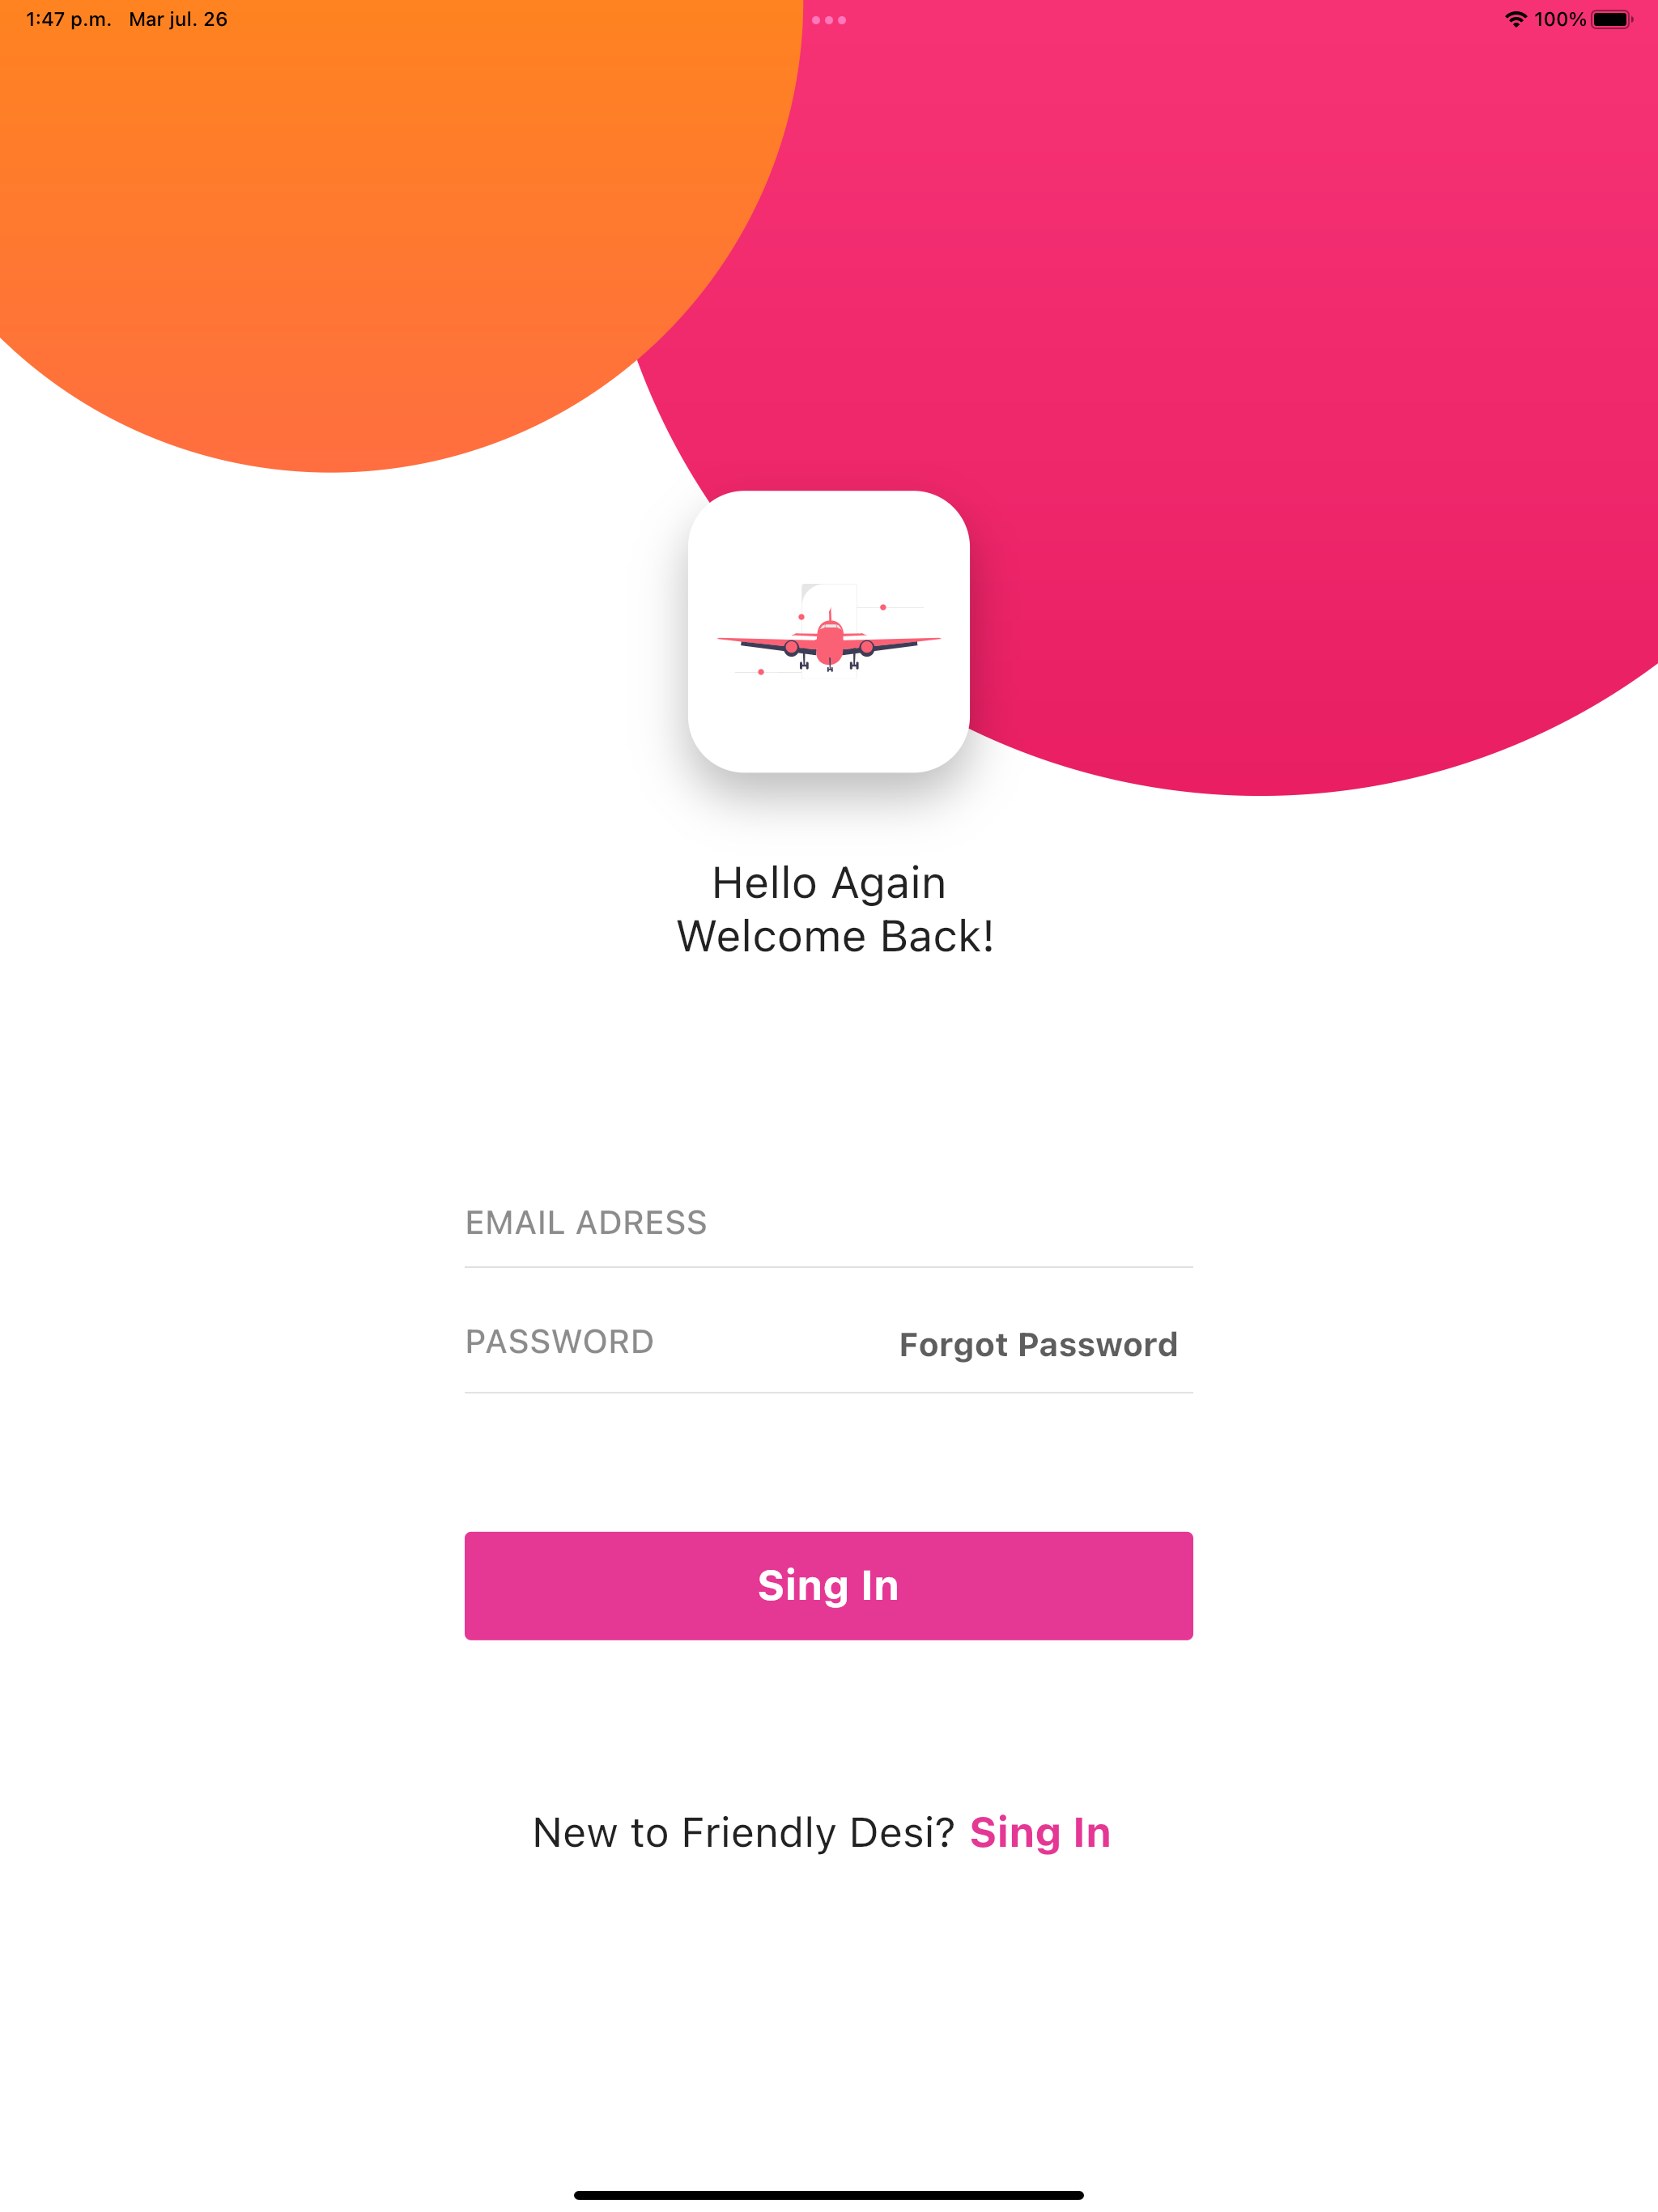 1:47 p.m. Mar jul. 26
100%
Hello Again
Welcome Back!
EMAIL ADRESS
PASSWORD
Forgot Password
Sing In
New to Friendly Desi? Sing In